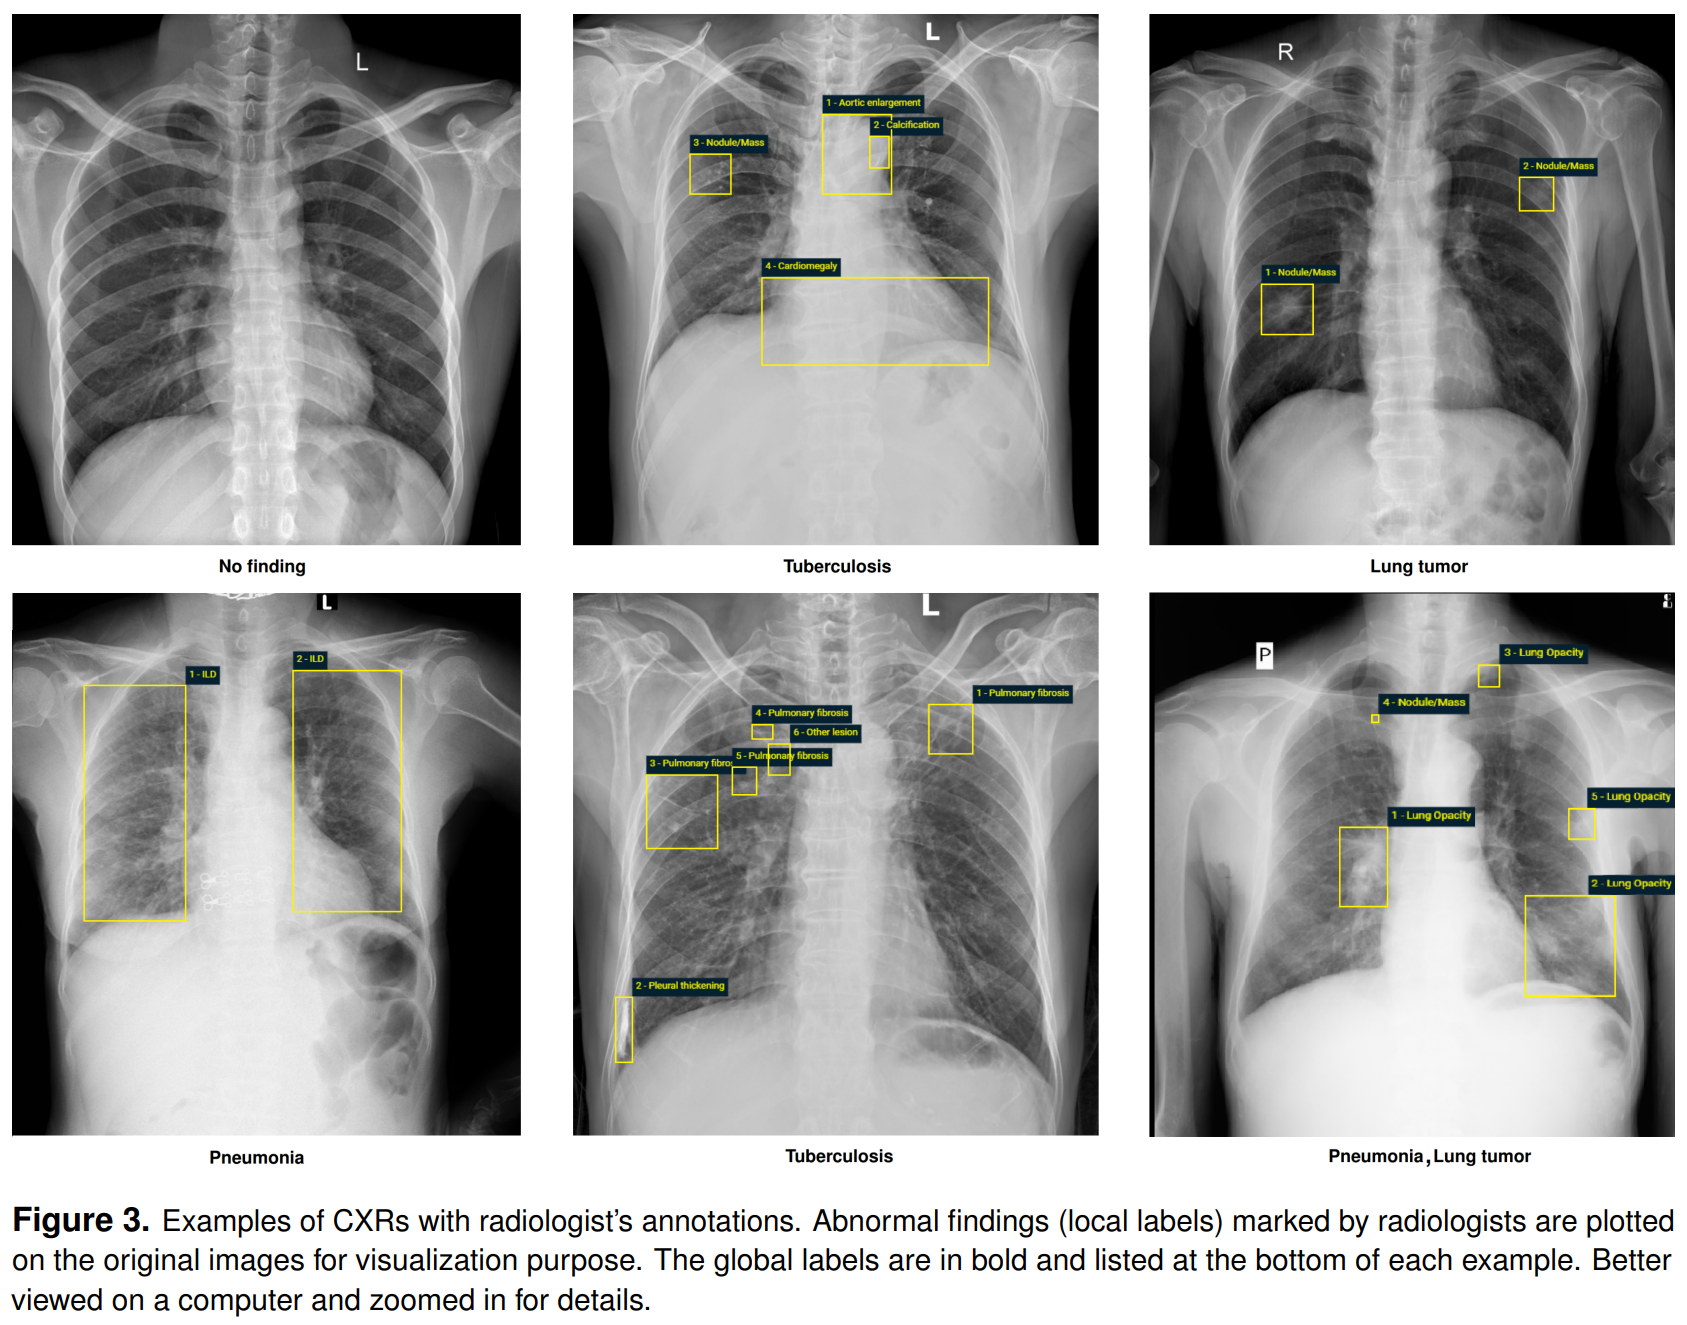 L
No finding
L
1 - Aortic enlargement
2 - Calcification
3 - Nodule/Mass
4 - Cardiomegaly
Tuberculosis
R
2 - Nodule/Mass
1 - Nodule/Mass
Lung tumor
L
1 - ILD
2 - ILD
Pneumonia
L
1 - Pulmonary fibrosis
4 - Pulmonary fibrosis
6 - Other lesion
5 - Pulmonary fibrosis
3 - Pulmonary fibro
2 - Pleural thickening
Tuberculosis
P
3 - Lung Opacity
4 - Nodule/Mass
5 - Lung Opacity
1 - Lung Opacity
2 - Lung Opacity
Pneumonia, Lung tumor
Figure 3. Examples of CXRs with radiologist's annotations. Abnormal findings (local labels) marked by radiologists are plotted
on the original images for visualization purpose. The global labels are in bold and listed at the bottom of each example. Better
viewed on a computer and zoomed in for details.